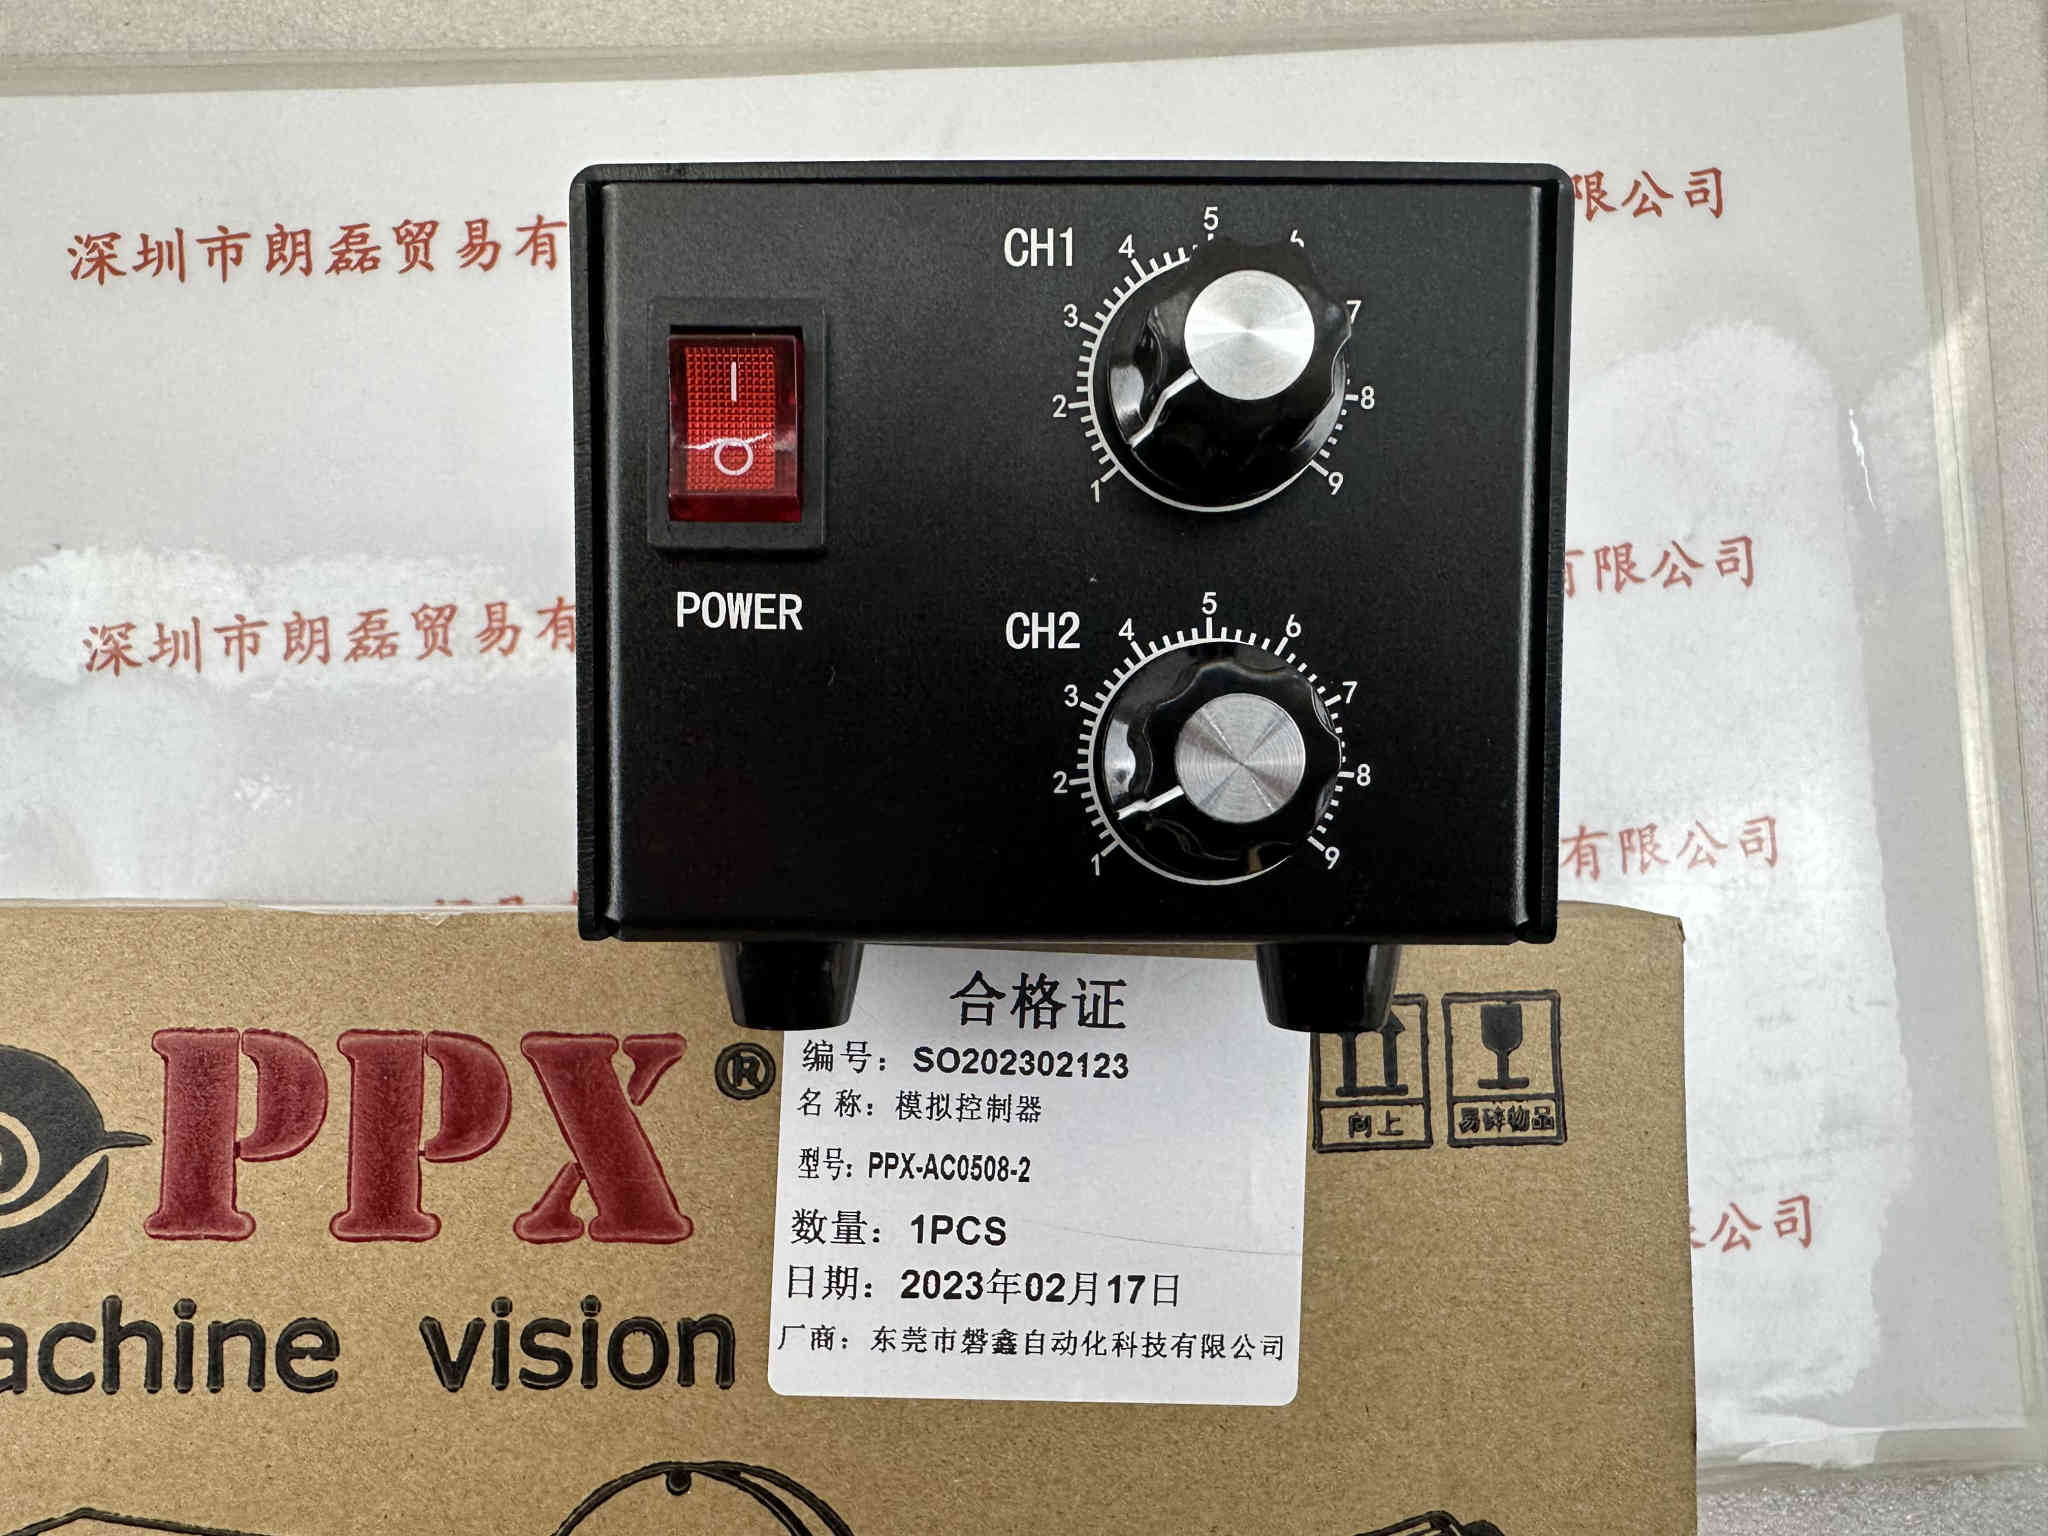 深圳市朗磊贸易有
限公司
5
CH1
4
6
3
7
2
8
1
9
POWER
有限公司
深圳市朗磊贸易有
5
CH2
4
6
3
7
2
8
1
9
有限公司
合格证
编号：SO202302123
名称：模拟控制器
型号：PPX-AC0508-2
数量：1PCS
日期：2023年02月17日
厂商：东莞市磐鑫自动化科技有限公司
PPX®
achine vision
向上
易碎物品
公司